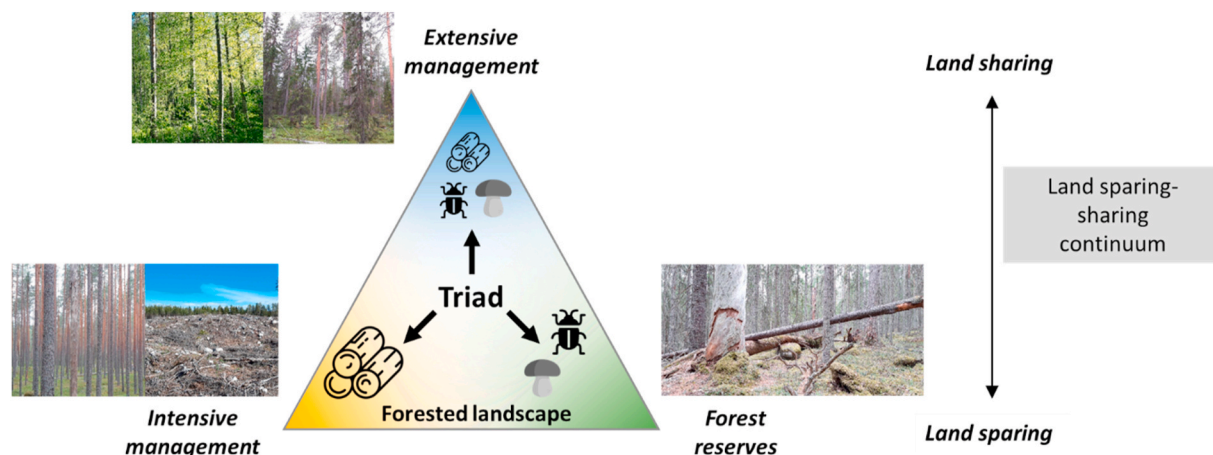 Extensive
management
Land sharing
Land sparing-
sharing
continuum
Triad
Forested landscape
Intensive
management
Forest
reserves
Land sparing